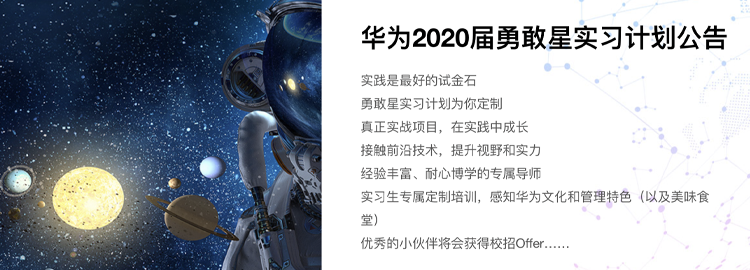 华为2020届勇敢星实习计划公告
实践是最好的试金石
勇敢星实习计划为你定制
真正实战项目，在实践中成长
接触前沿技术，提升视野和实力
经验丰富、耐心博学的专属导师
实习生专属定制培训，感知华为文化和管理特色（以及美味食
堂）
优秀的小伙伴将会获得校招Offer……